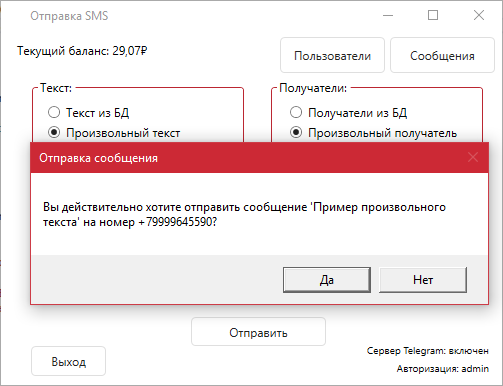 Отправка SMS
Текущий баланс: 29,07₽
Пользователи
Сообщения
Текст:
Получатели:
Текст из БД
Получатели из БД
Произвольный текст
Произвольный получатель
Отправка сообщения
Вы действительно хотите отправить сообщение 'Пример произвольного
текста' на номер +79999645590?
Да
Нет
Отправить
Сервер Telegram: включен
Выход
Авторизация: admin